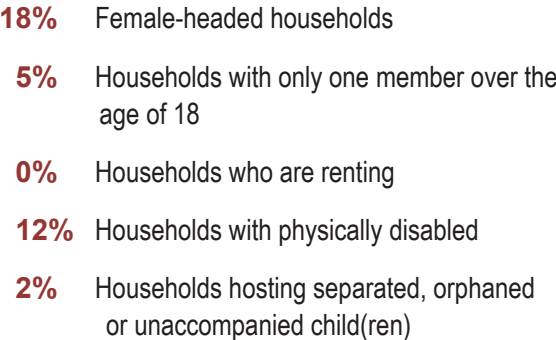 18% Female-headed households
5% Households with only one member over the
age of 18
0% Households who are renting
12% Households with physically disabled
2% Households hosting separated, orphaned
or unaccompanied child(ren)